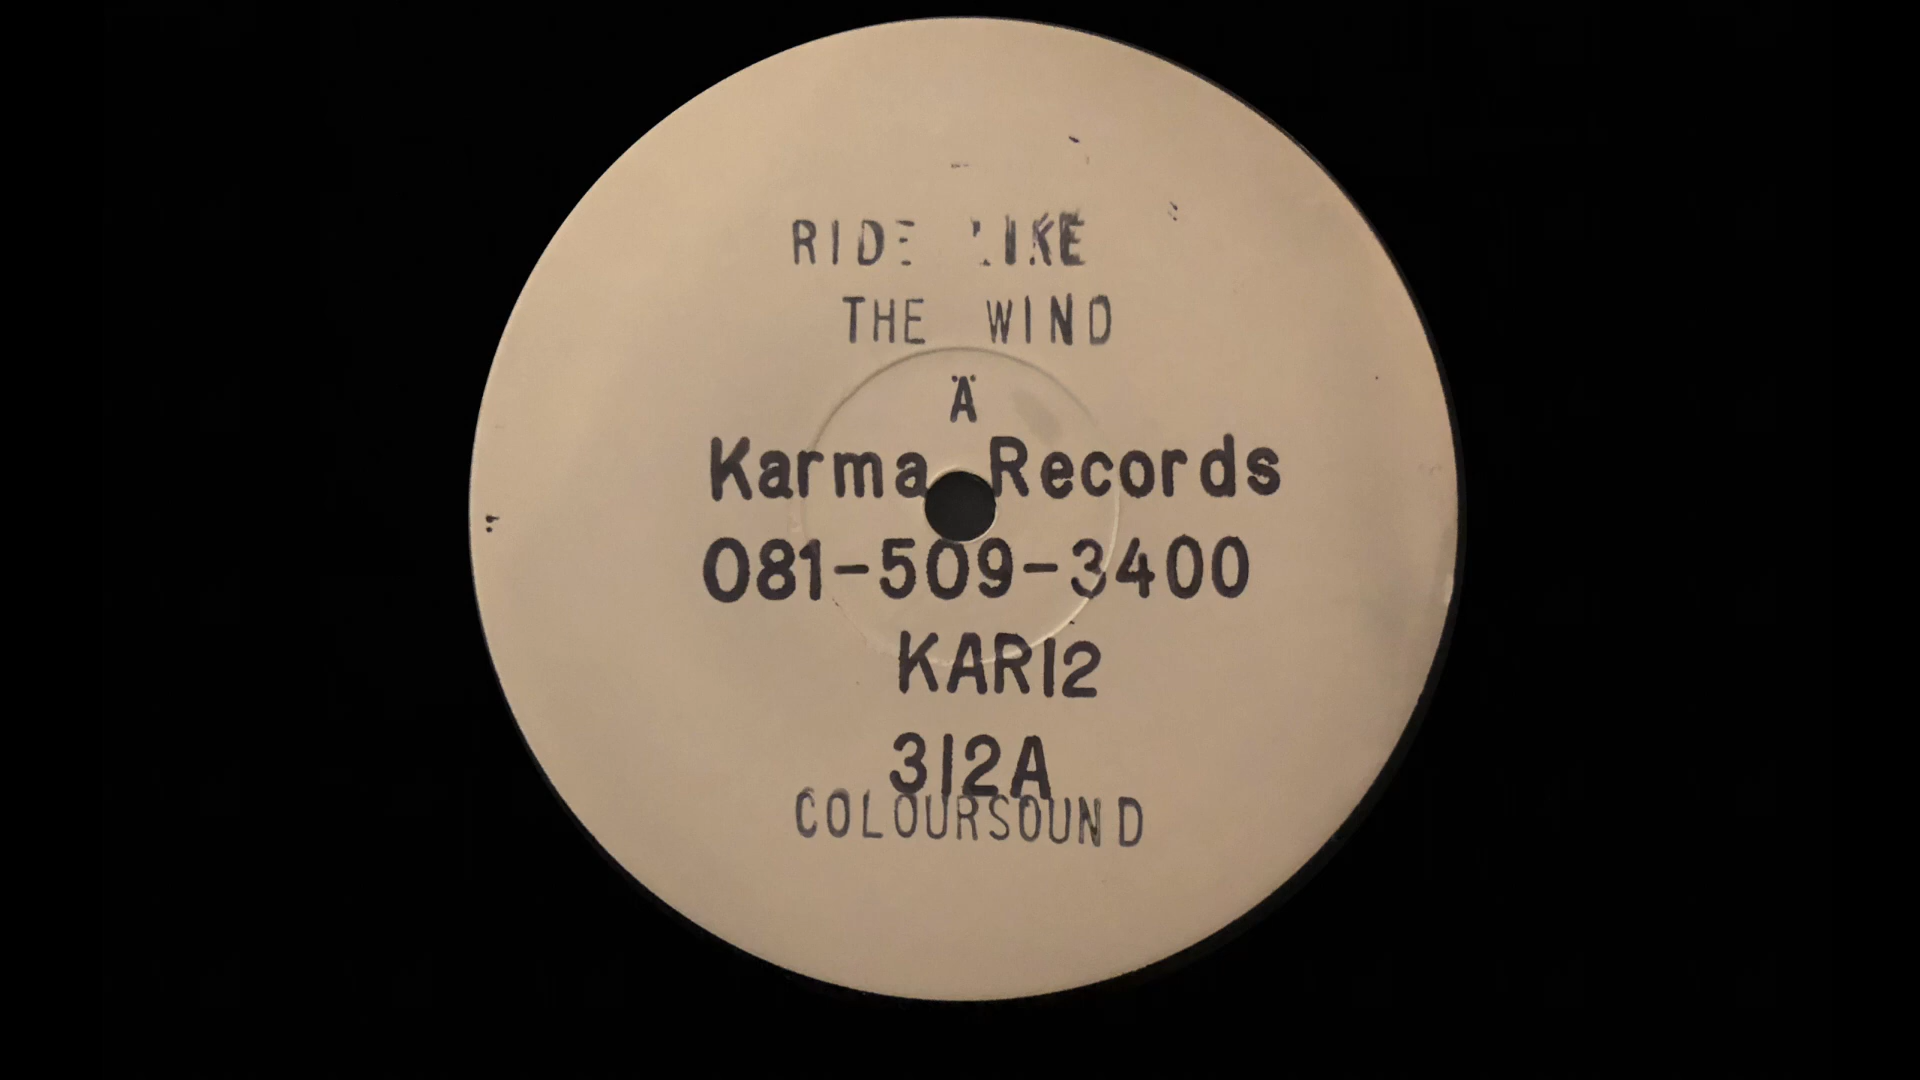 RIDE LIKE
THE WIND
Ä
Karma Records
081-509-3400
KAR12
312A
COLOURSOUND